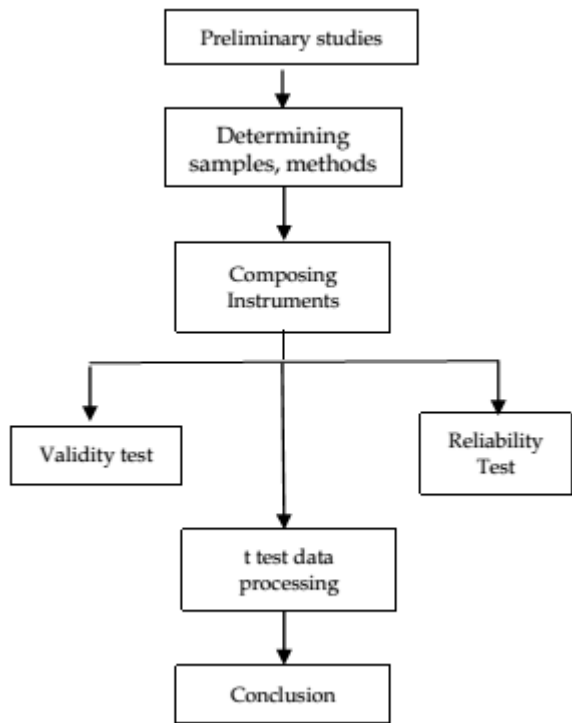 Preliminary studies
Determining
samples, methods
Composing
Instruments
Validity test
Reliability
Test
t test data
processing
Conclusion